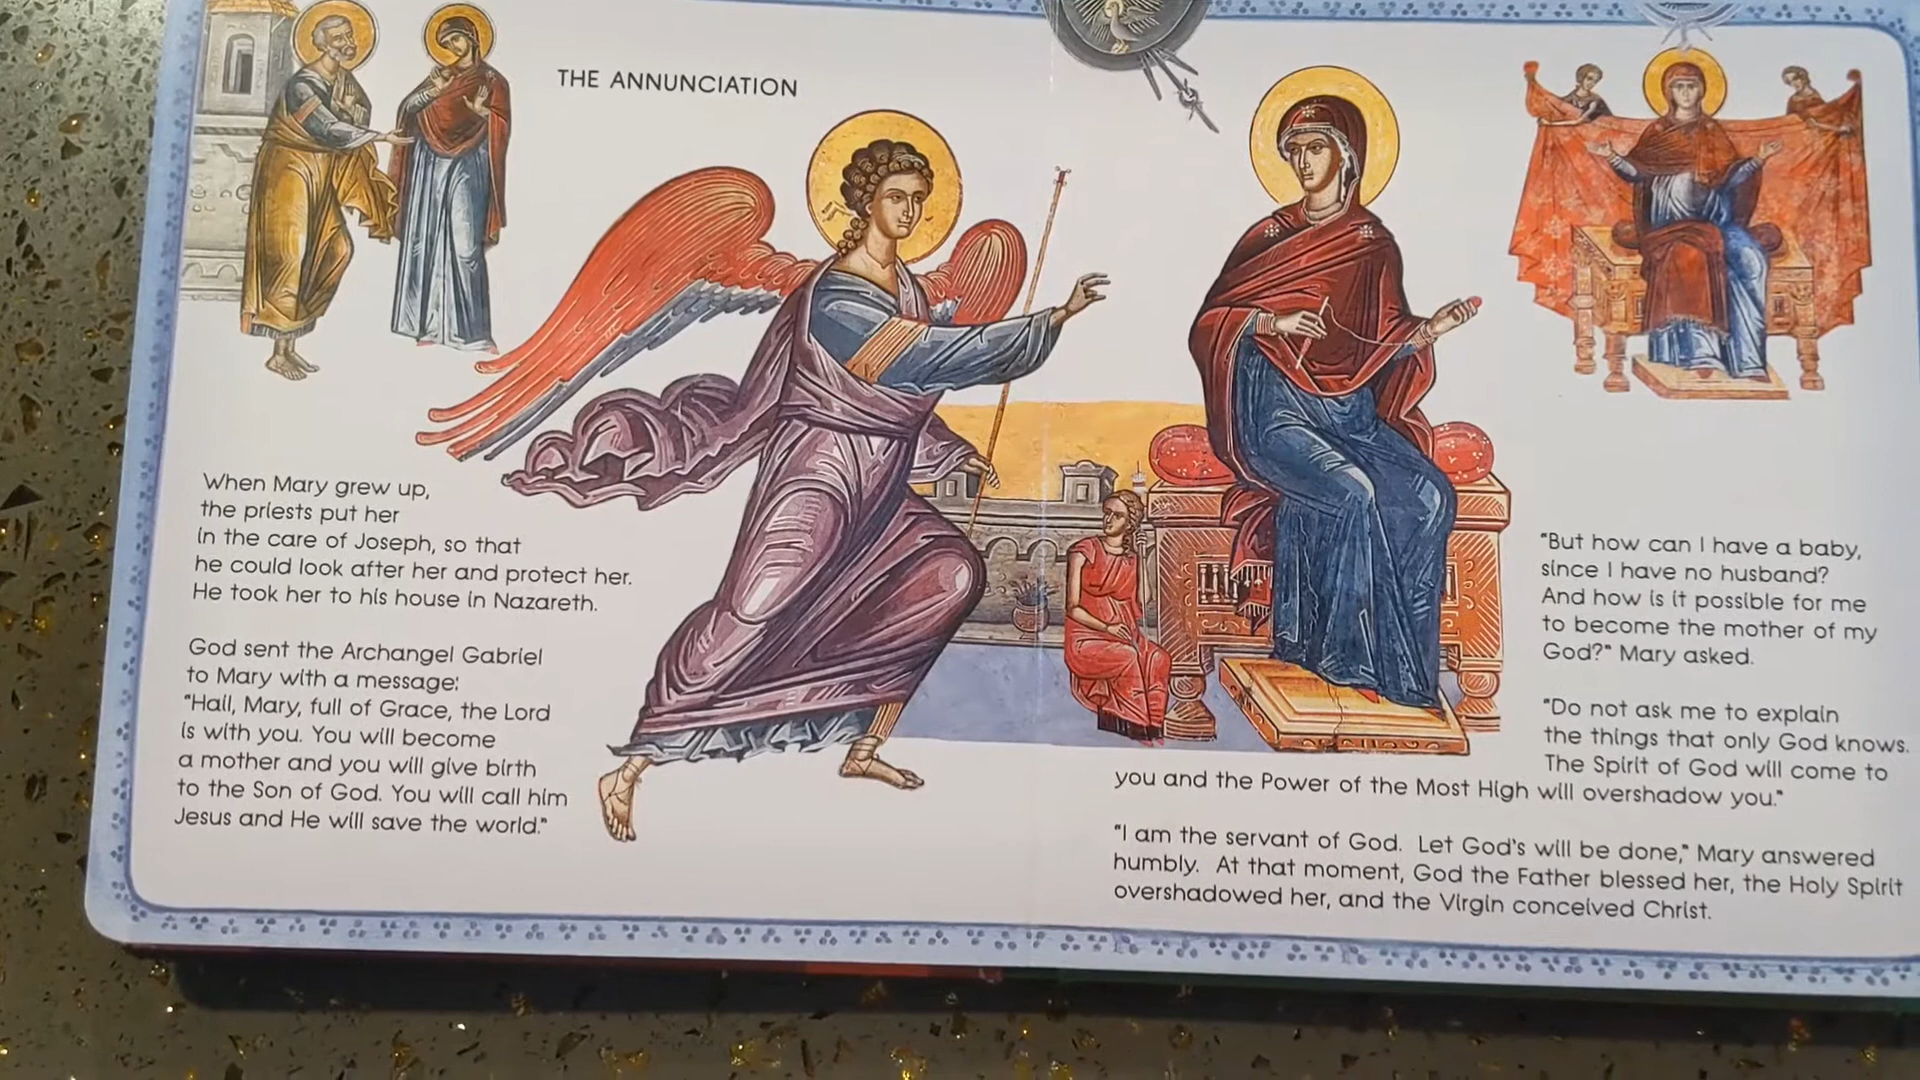 THE ANNUNCIATION
When Mary grew up,
the priests put her
in the care of Joseph, so that
he could look after her and protect her.
He took her to his house in Nazareth.
God sent the Archangel Gabriel
to Mary with a message:
"Hail, Mary, full of Grace, the Lord
is with you. You will become
a mother and you will give birth
to the Son of God. You will call him
Jesus and He will save the world."
"But how can I have a baby,
since I have no husband?
And how is it possible for me
to become the mother of my
God?" Mary asked.
"Do not ask me to explain
the things that only God knows.
The Spirit of God will come to
you and the Power of the Most High will overshadow you."
"I am the servant of God. Let God's will be done," Mary answered
humbly. At that moment, God the Father blessed her, the Holy Spirit
overshadowed her, and the Virgin conceived Christ.